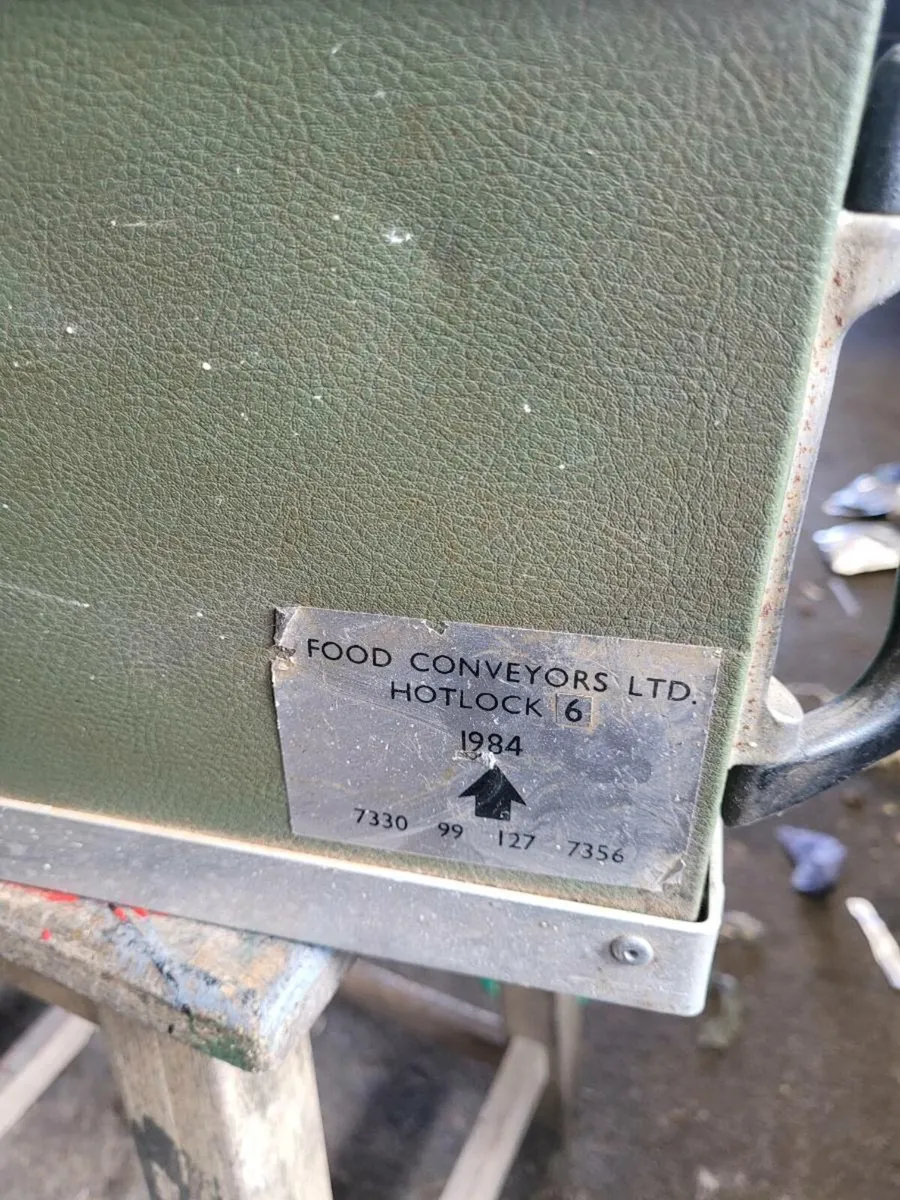 FOOD CONVEYORS LTD.
HOTLOCK 6
1984
7330 99 127 7356